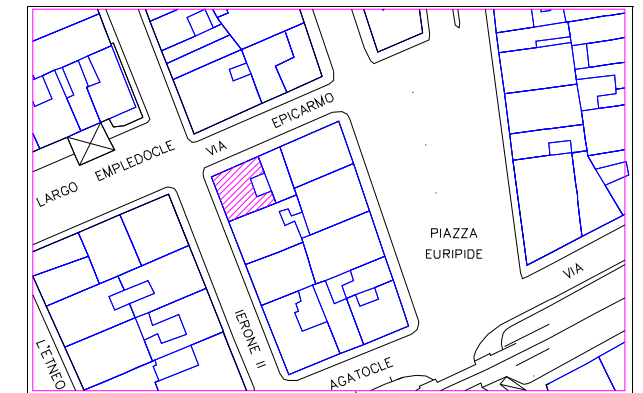 EPICARMO
VIA
EMPLEDOCLE
LARGO
PIAZZA
EURIPIDE
VIA
IERONE II
L'ETNEO
AGATOCLE